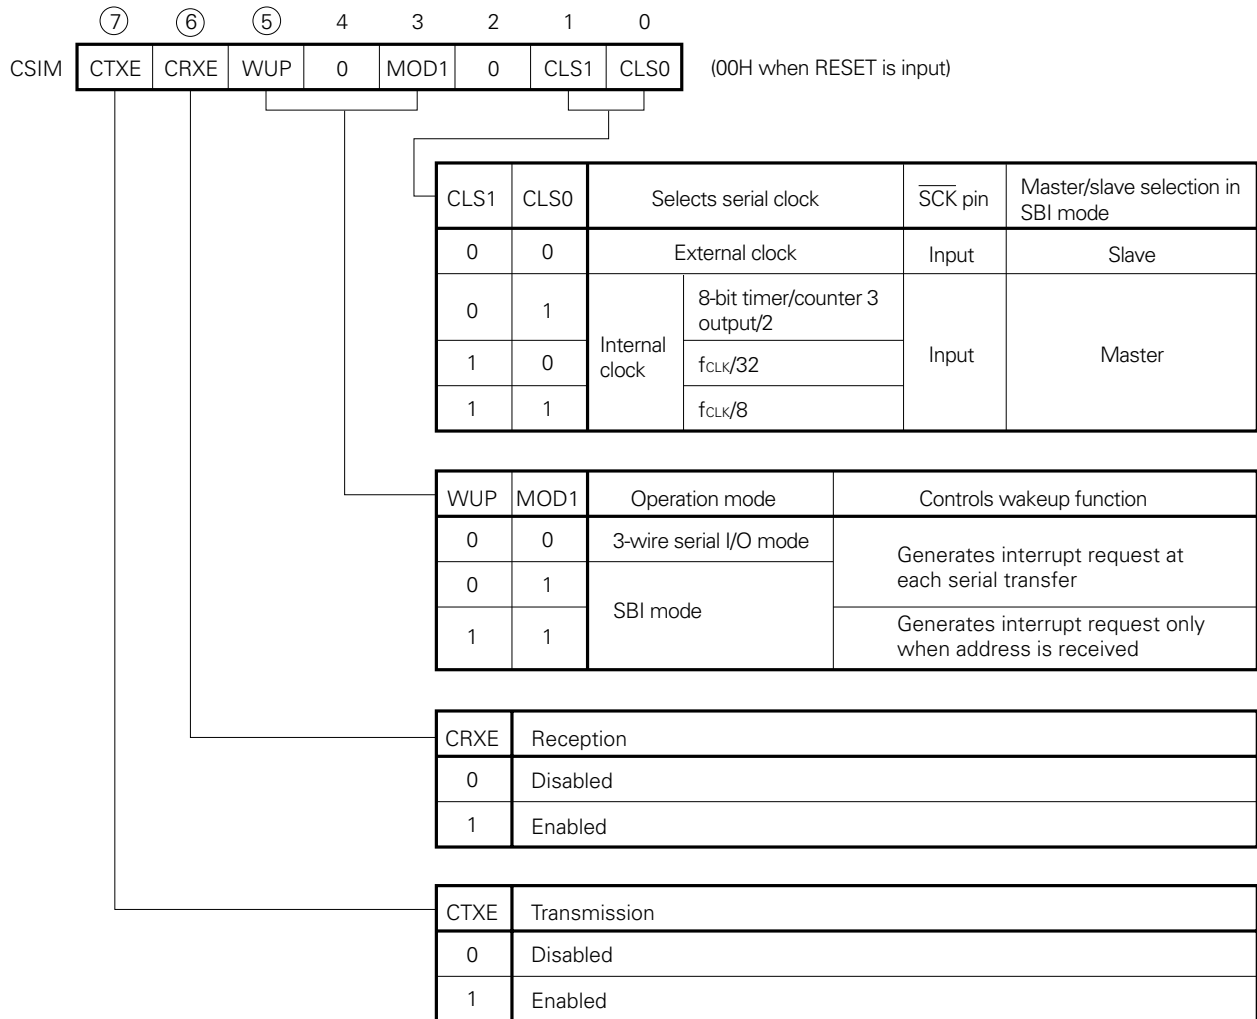 ⑦ ⑥ ⑤ 4 3 2 1 0
CSIM CTXE CRXE WUP 0 MOD1 0 CLS1 CLS0 (00H when RESET is input)
CLS1 CLS0 Selects serial clock S̅C̅K̅ pin Master/slave selection in
SBI mode
0 0 External clock Input Slave
0 1 8-bit timer/counter 3
output/2
Internal
clock
1 0 fCLK/32
Input Master
1 1 fCLK/8
WUP MOD1 Operation mode Controls wakeup function
0 0 3-wire serial I/O mode
Generates interrupt request at
each serial transfer
0 1
SBI mode
1 1
Generates interrupt request only
when address is received
CRXE Reception
0 Disabled
1 Enabled
CTXE Transmission
0 Disabled
1 Enabled